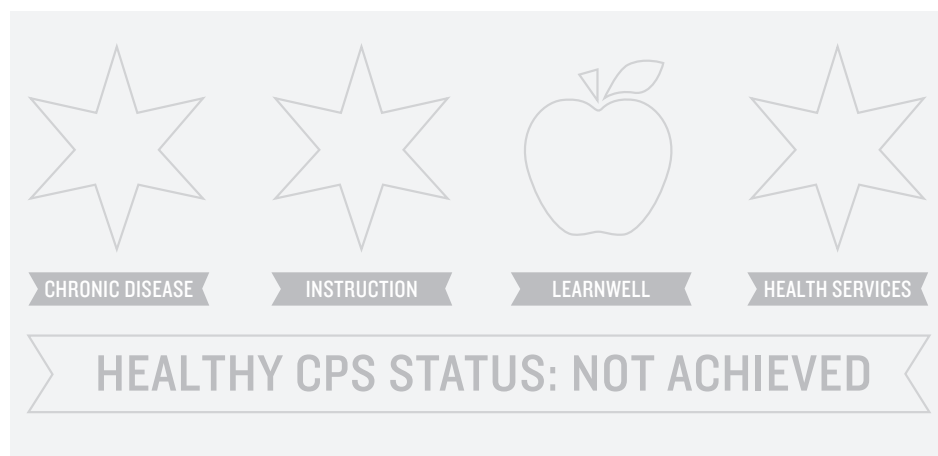 CHRONIC DISEASE
INSTRUCTION
LEARNWELL
HEALTH SERVICES
HEALTHY CPS STATUS: NOT ACHIEVED